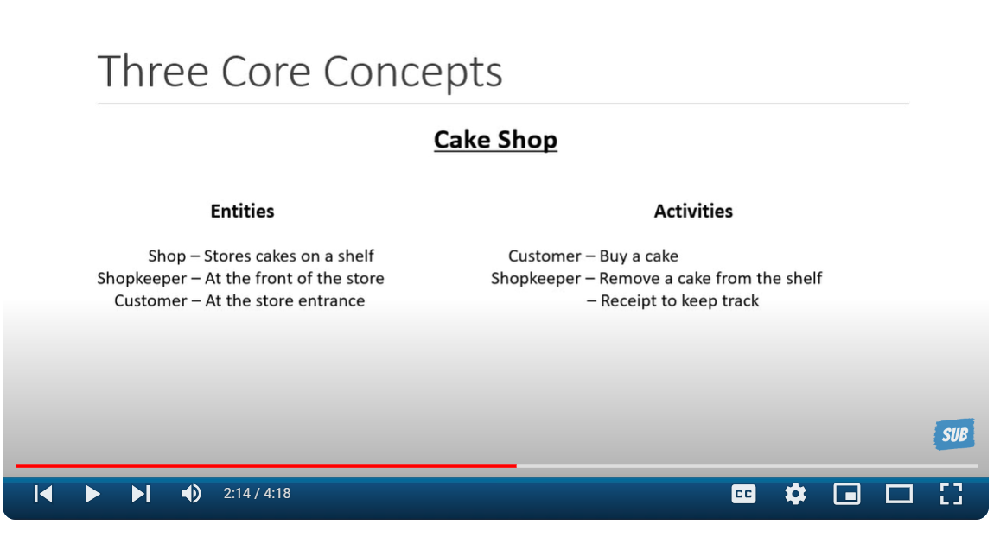 Three Core Concepts
Cake Shop
Entities
Shop – Stores cakes on a shelf
Shopkeeper – At the front of the store
Customer – At the store entrance
Activities
Customer – Buy a cake
Shopkeeper – Remove a cake from the shelf
– Receipt to keep track
SUB
2:14 / 4:18
CC